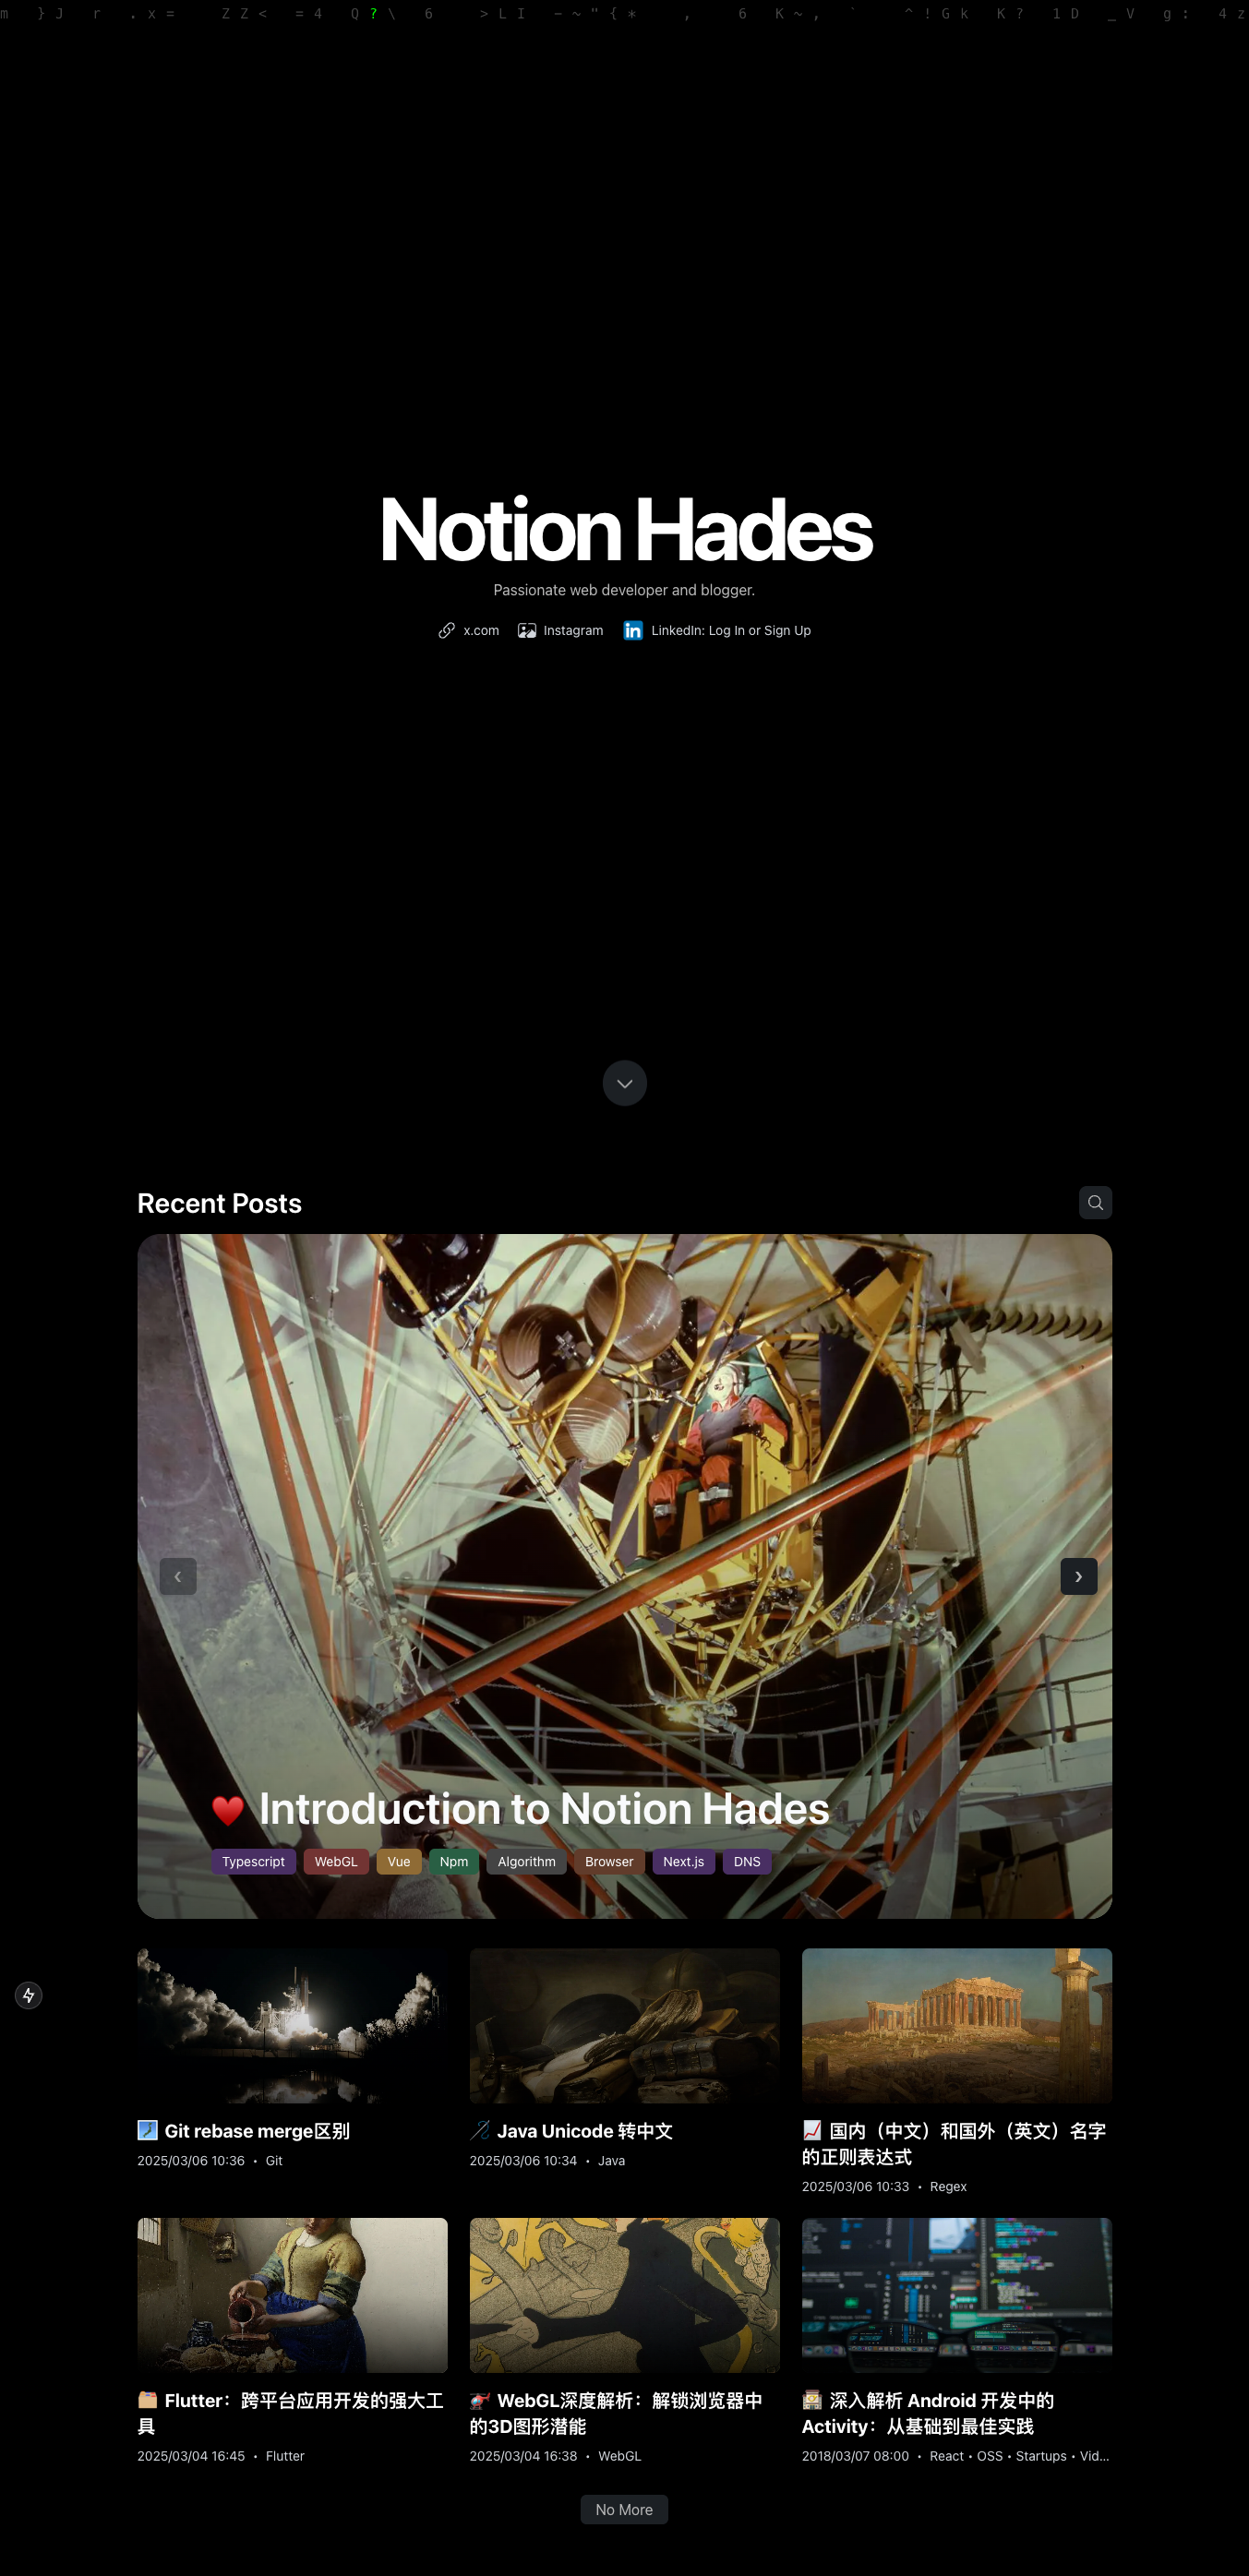 m } J r . x = Z Z < = 4 Q ? \ 6 > L I - ~ " { * , 6 K ~ , ` ^ ! G k K ? 1 D _ V g : 4 z
Notion Hades
Passionate web developer and blogger.
x.com Instagram LinkedIn: Log In or Sign Up
Recent Posts
Introduction to Notion Hades
Typescript WebGL Vue Npm Algorithm Browser Next.js DNS
Git rebase merge区别
2025/03/06 10:36 • Git
Java Unicode 转中文
2025/03/06 10:34 • Java
国内（中文）和国外（英文）名字
的正则表达式
2025/03/06 10:33 • Regex
Flutter：跨平台应用开发的强大工
具
2025/03/04 16:45 • Flutter
WebGL深度解析：解锁浏览器中
的3D图形潜能
2025/03/04 16:38 • WebGL
深入解析 Android 开发中的
Activity：从基础到最佳实践
2018/03/07 08:00 • React • OSS • Startups • Vid...
No More